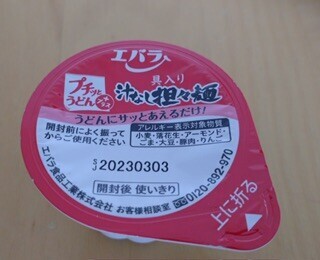 エバラ
具入り
プチッと
うどんの素
汁なし担々麺
うどんにサッとあえるだけ!
開封前によく振って
からご使用ください
アレルギー表示対象物質
小麦・落花生・アーモンド・
ごま・大豆・豚肉・りんご
SJ 20230303
開封後 使いきり
エバラ食品工業株式会社 お客様相談室 0120-892-970
上に折る